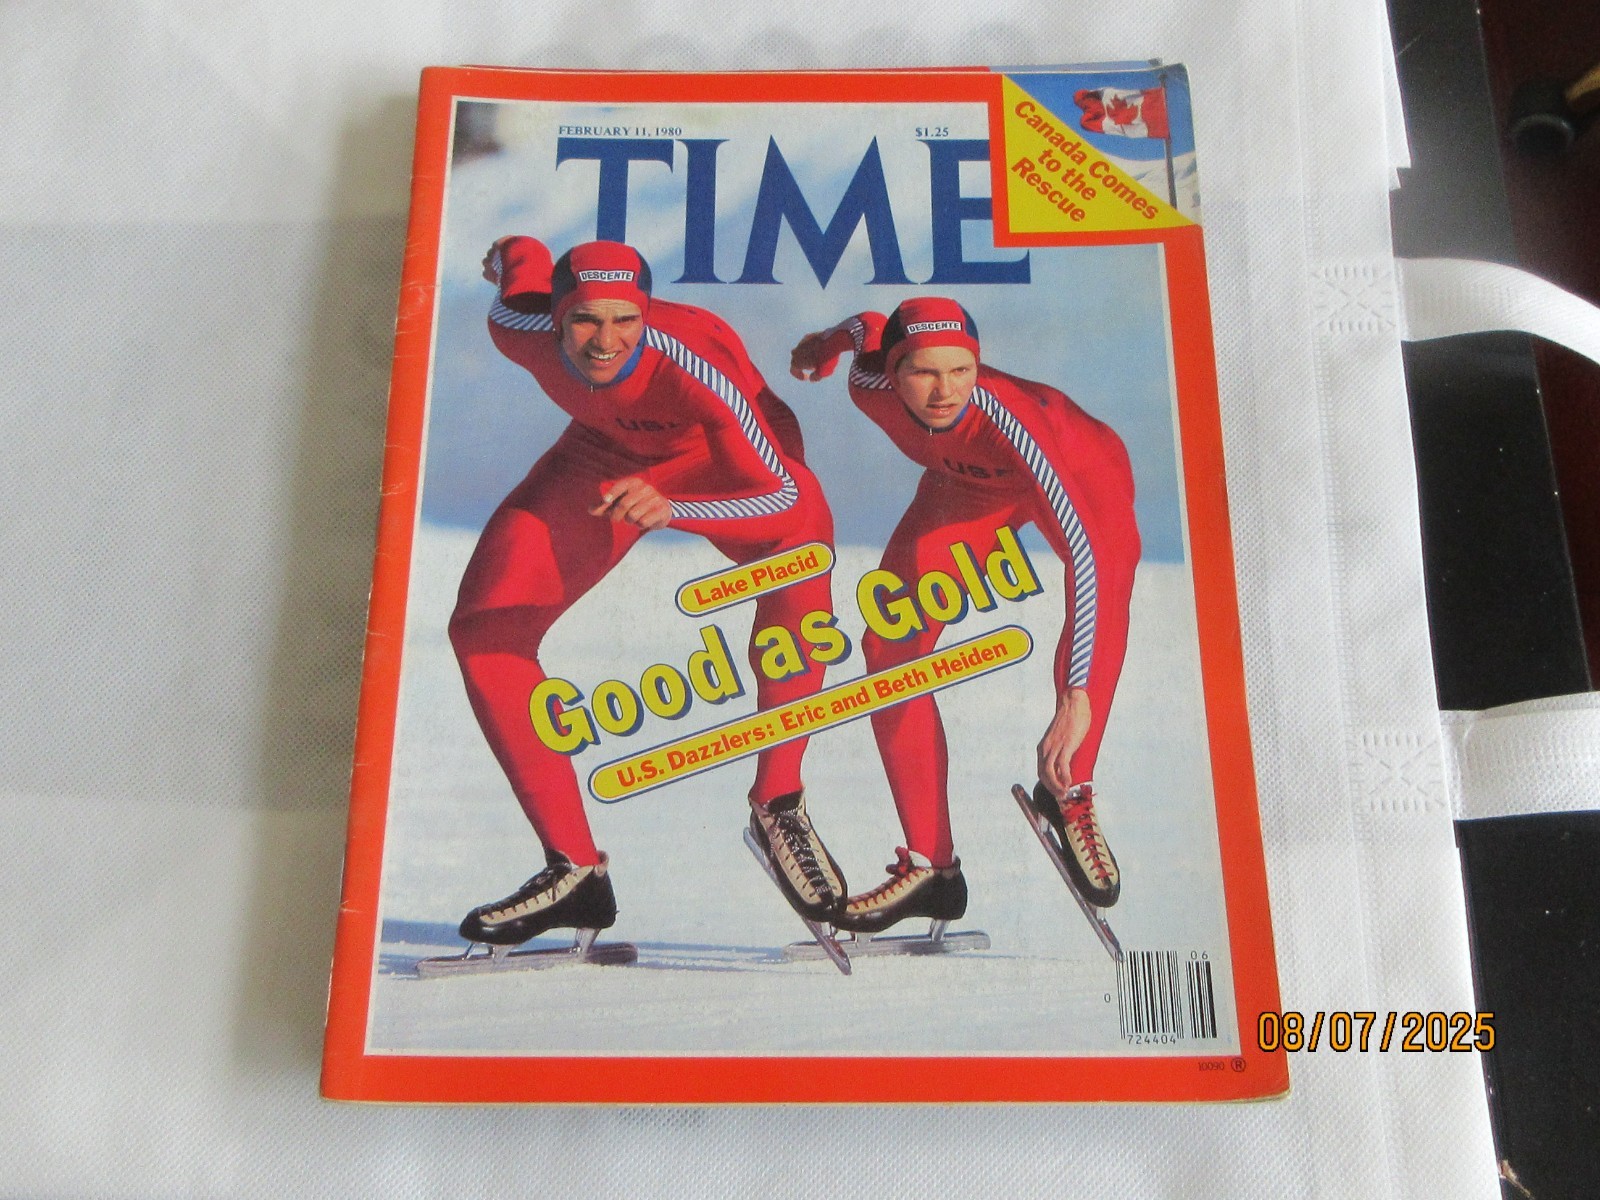 FEBRUARY 11, 1980
$1.25
TIME
Canada Comes
to the
Rescue
DESCENTE
DESCENTE
USA
USA
Lake Placid
Good as Gold
U.S. Dazzlers: Eric and Beth Heiden
06
0
724404
10090 ®
08/07/2025